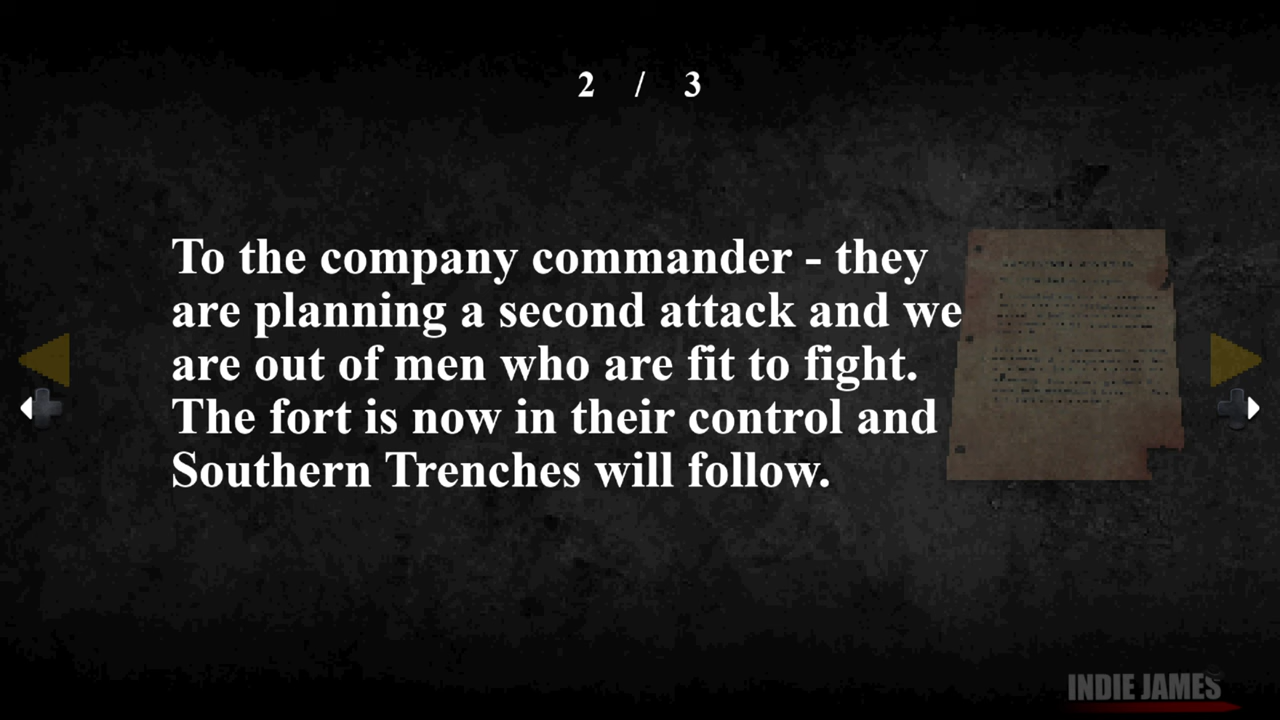 2 / 3
To the company commander - they
are planning a second attack and we
are out of men who are fit to fight.
The fort is now in their control and
Southern Trenches will follow.
INDIE JAMES